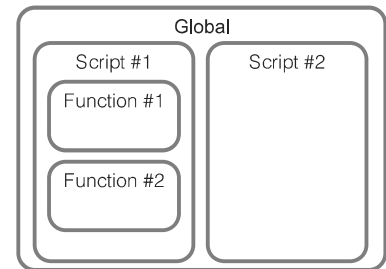 Global
Script #1
Function #1
Function #2
Script #2